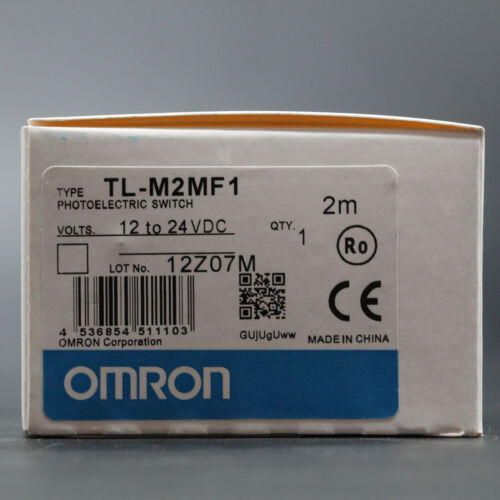 TYPE TL-M2MF1
PHOTOELECTRIC SWITCH
VOLTS. 12 to 24VDC
QTY. 1
2m
Ro
LOT No. 12Z07M
4 536854 511103
OMRON Corporation
GUjUgUww
CE
MADE IN CHINA
OMRON